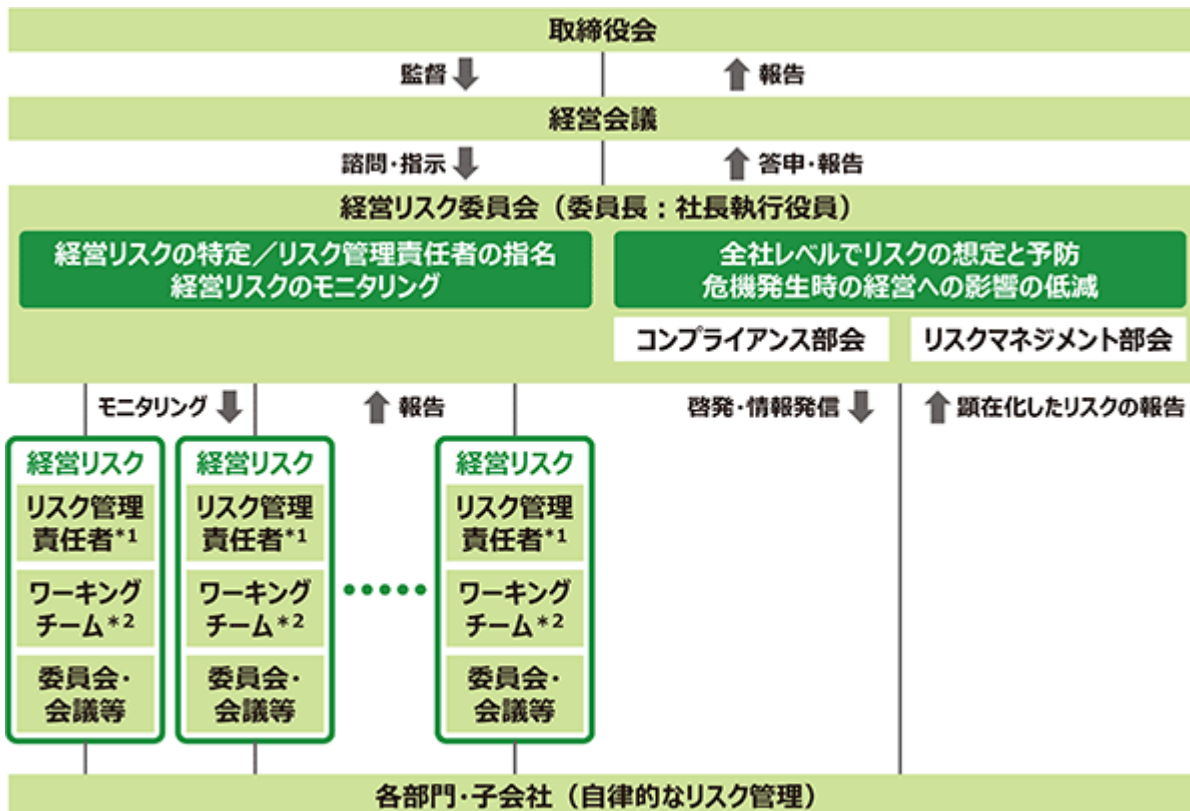 取締役会
監督 報告
経営会議
諮問・指示 答申・報告
経営リスク委員会（委員長：社長執行役員）
経営リスクの特定／リスク管理責任者の指名
経営リスクのモニタリング
全社レベルでリスクの想定と予防
危機発生時の経営への影響の低減
コンプライアンス部会
リスクマネジメント部会
モニタリング 報告
啓発・情報発信 顕在化したリスクの報告
経営リスク
リスク管理
責任者*1
ワーキング
チーム*2
委員会・
会議等
経営リスク
リスク管理
責任者*1
ワーキング
チーム*2
委員会・
会議等
経営リスク
リスク管理
責任者*1
ワーキング
チーム*2
委員会・
会議等
各部門・子会社（自律的なリスク管理）